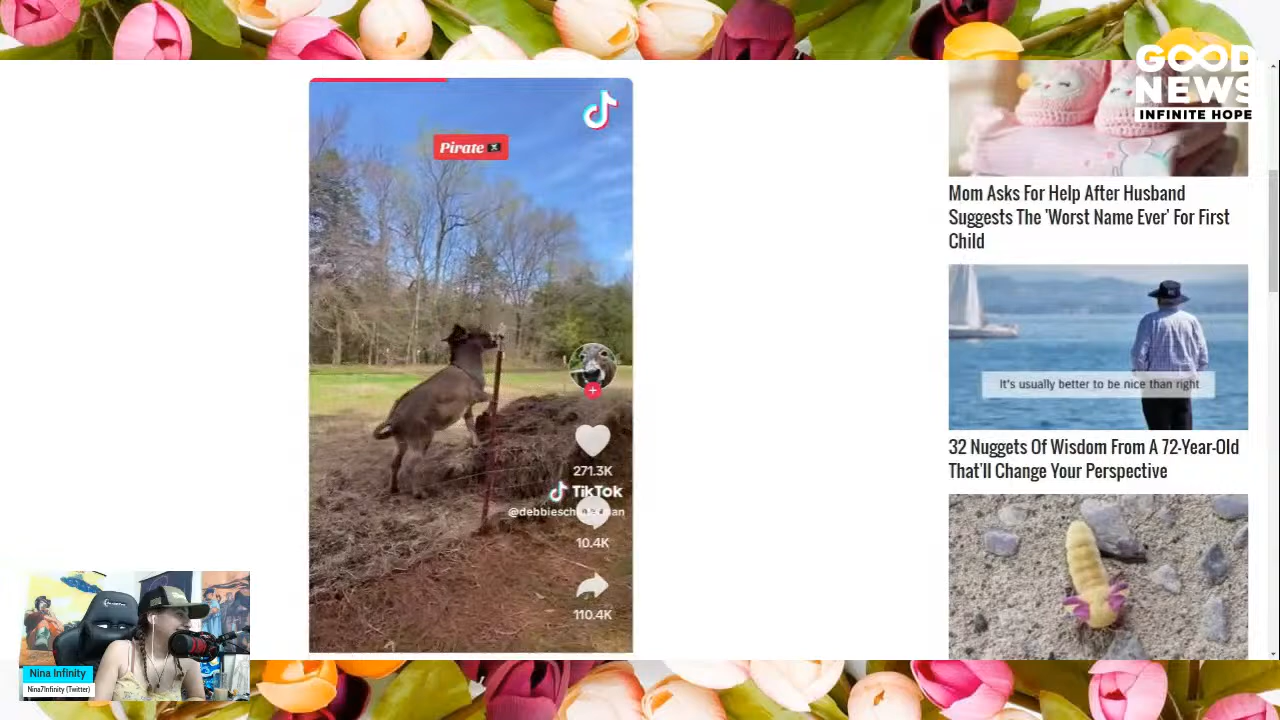 GOOD
NEWS
INFINITE HOPE
Pirate
Mom Asks For Help After Husband
Suggests The 'Worst Name Ever' For First
Child
It's usually better to be nice than right
32 Nuggets Of Wisdom From A 72-Year-Old
That'll Change Your Perspective
271.3K
TikTok
10.4K
110.4K
Nina Infinity
Nina7Infinity (Twitter)